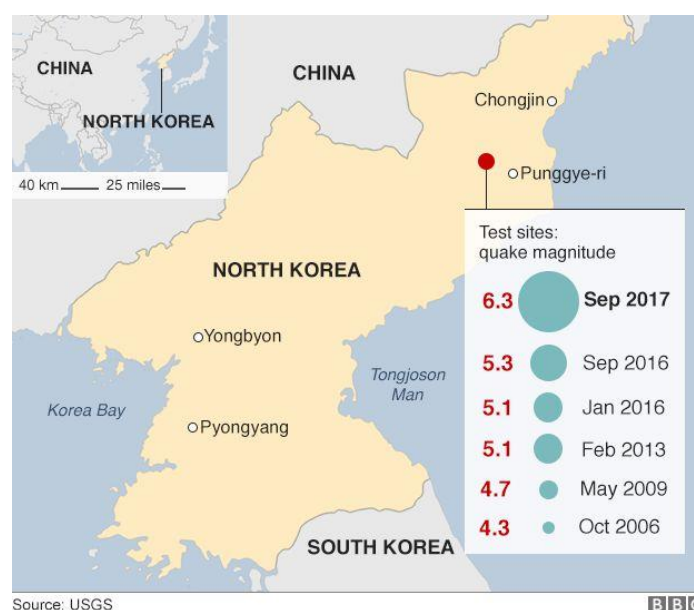 CHINA
NORTH KOREA
40 km
25 miles
CHINA
Chongjin
Punggye-ri
NORTH KOREA
Yongbyon
Pyongyang
Korea Bay
Tongjoson
Man
SOUTH KOREA
Test sites:
quake magnitude
6.3 Sep 2017
5.3 Sep 2016
5.1 Jan 2016
5.1 Feb 2013
4.7 May 2009
4.3 Oct 2006
Source: USGS
BBC